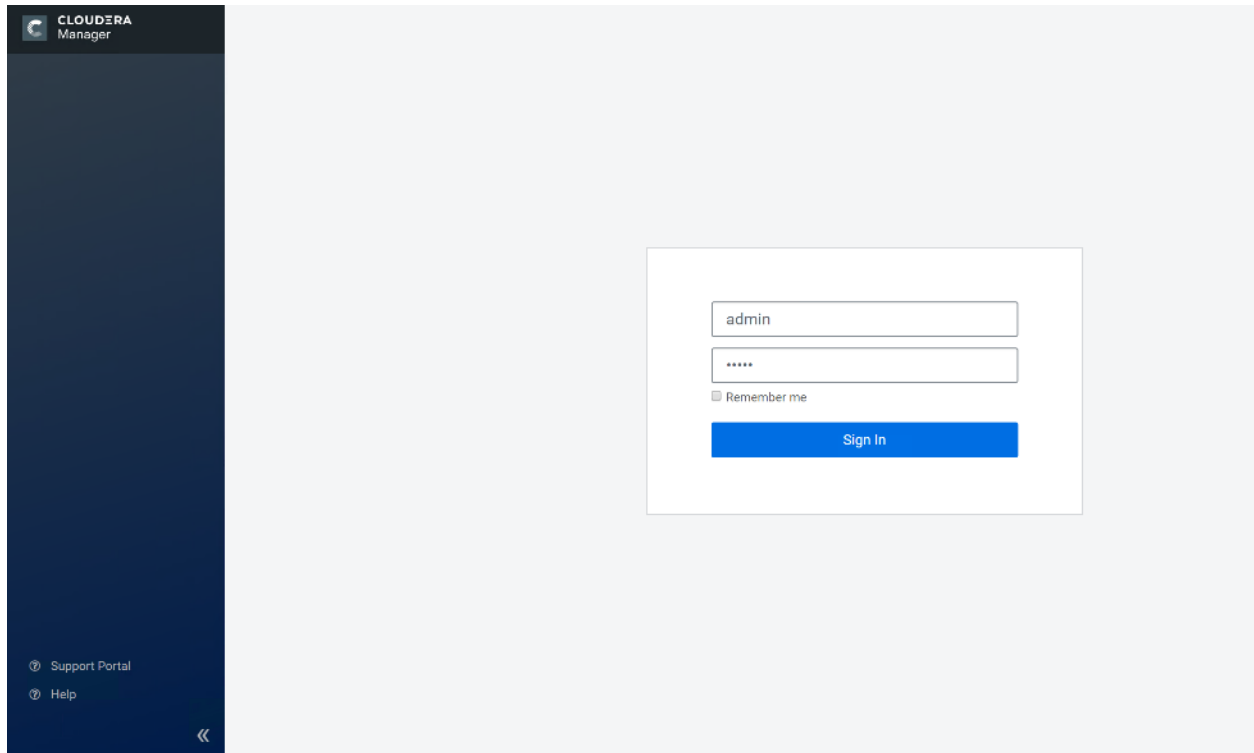 CLOUDERA
Manager
admin
•••••
Remember me
Sign In
Support Portal
Help